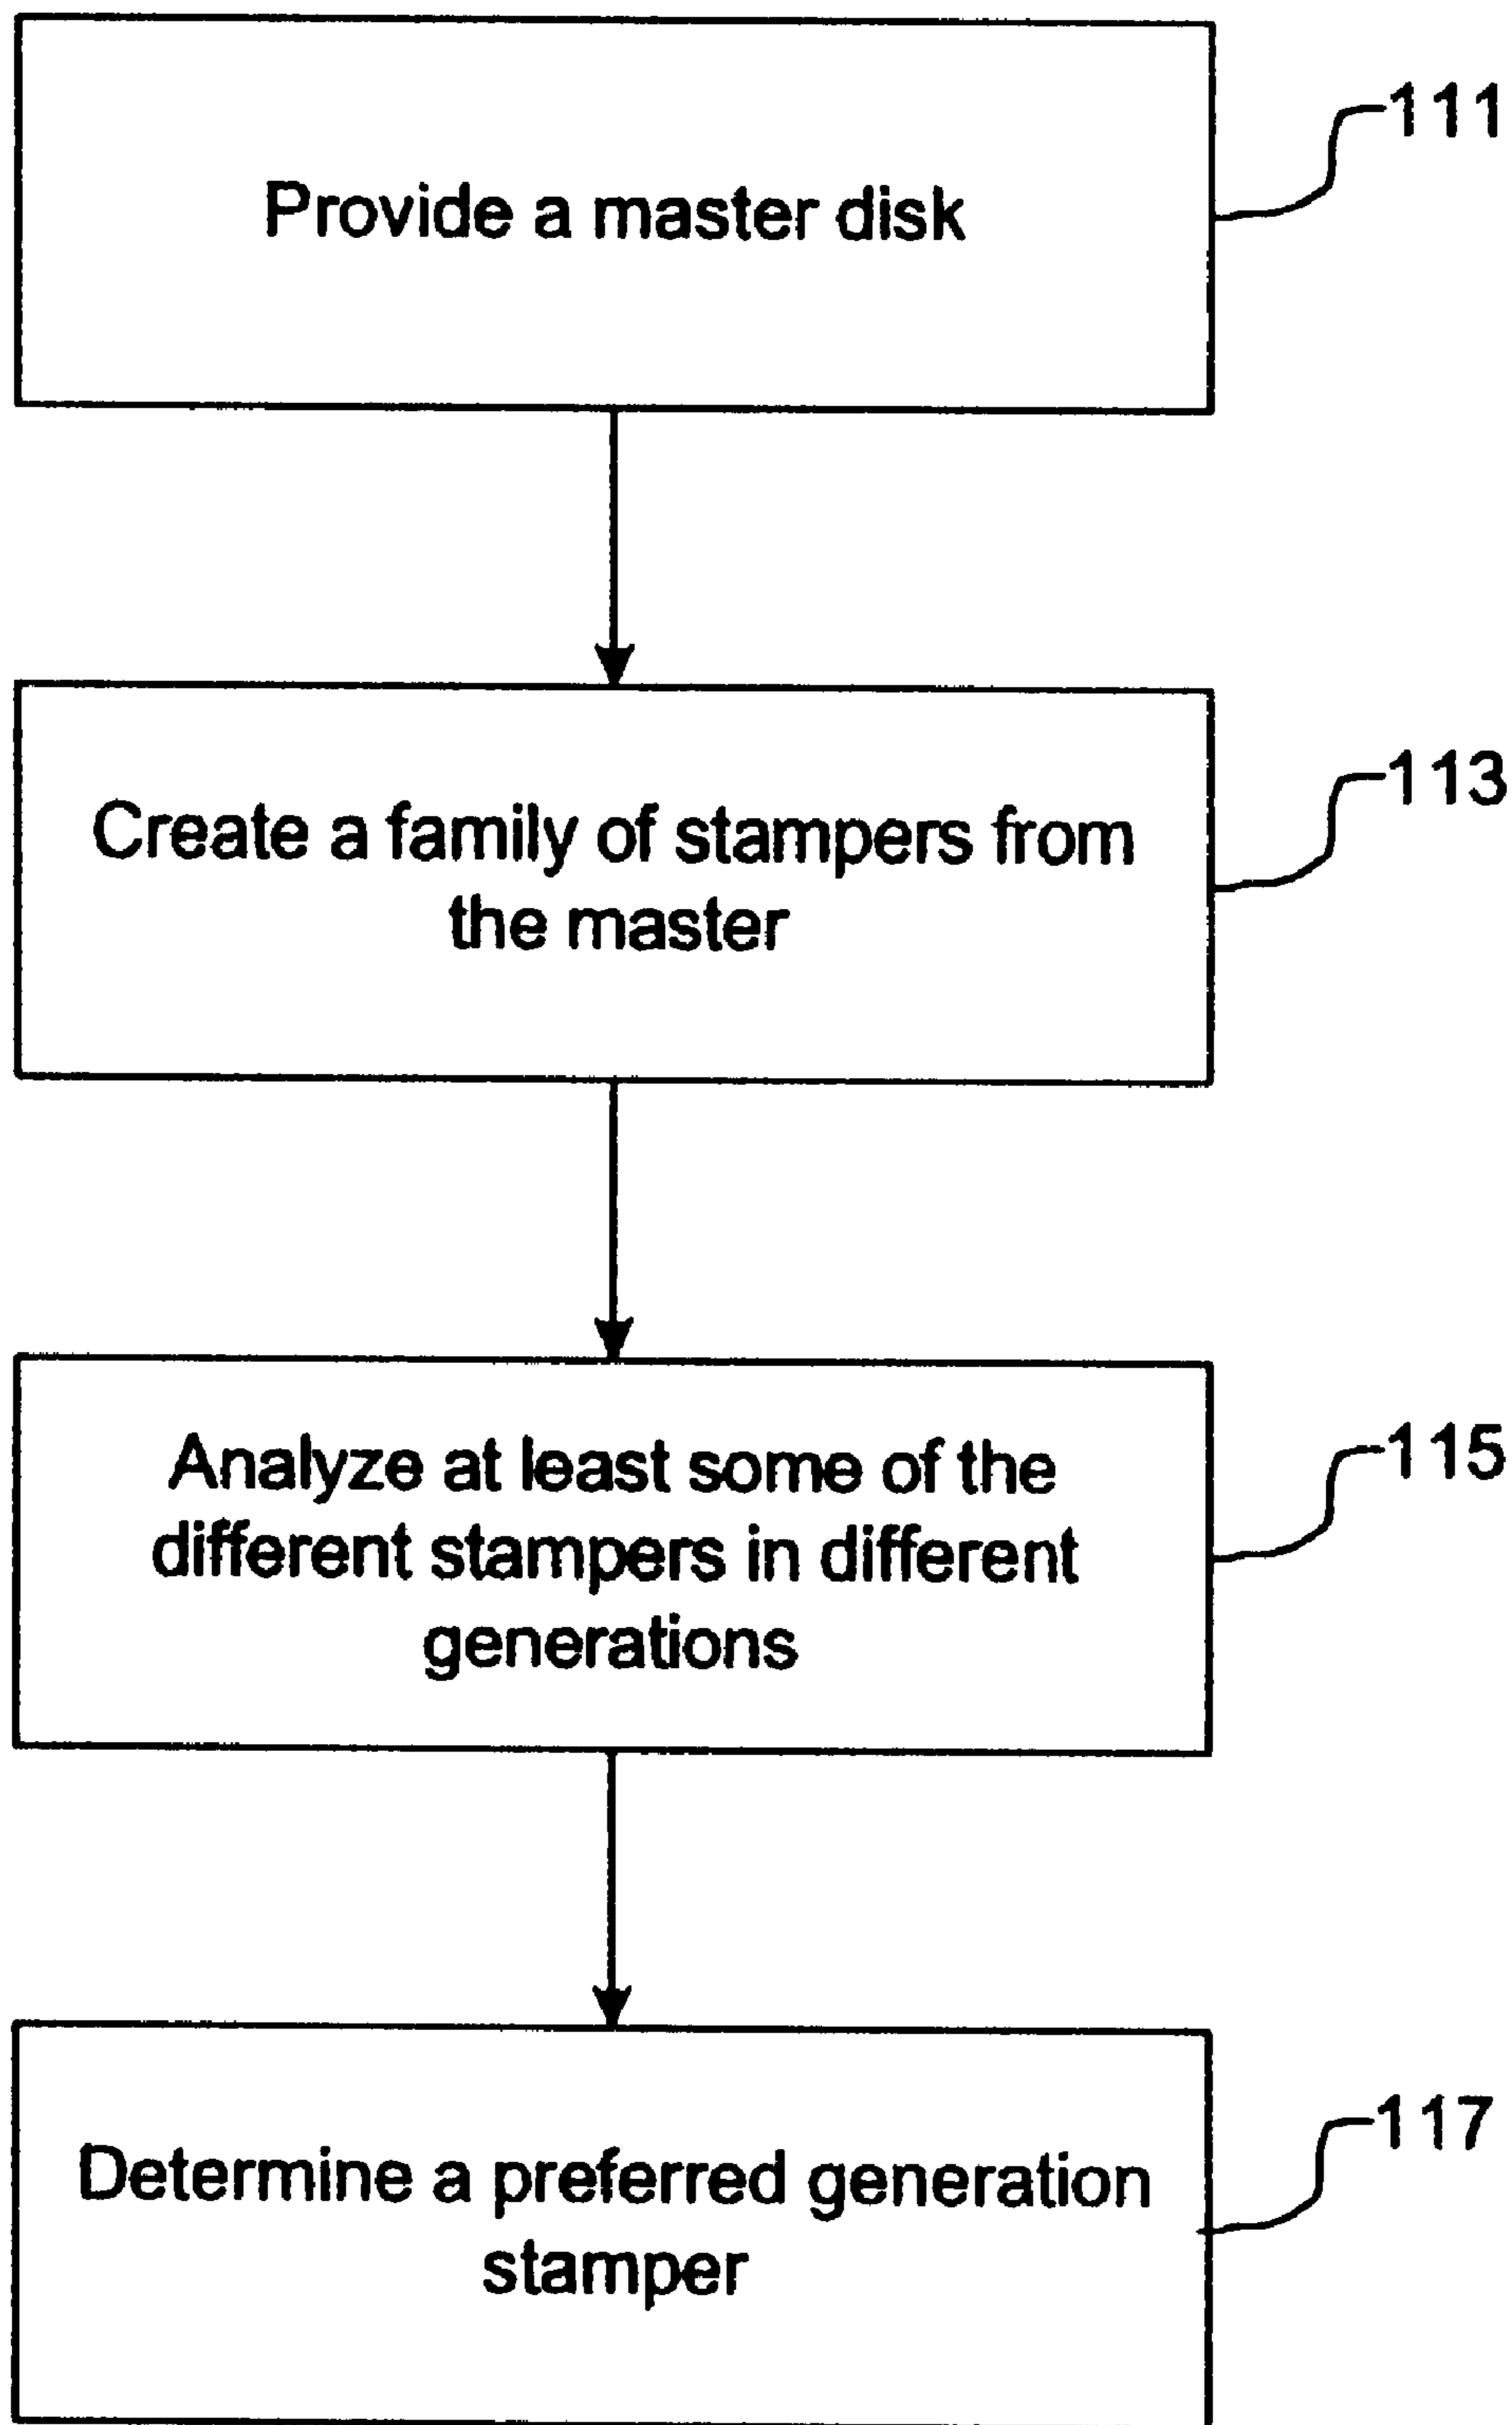 Provide a master disk
111
Create a family of stampers from
the master
113
Analyze at least some of the
different stampers in different
generations
115
Determine a preferred generation
stamper
117